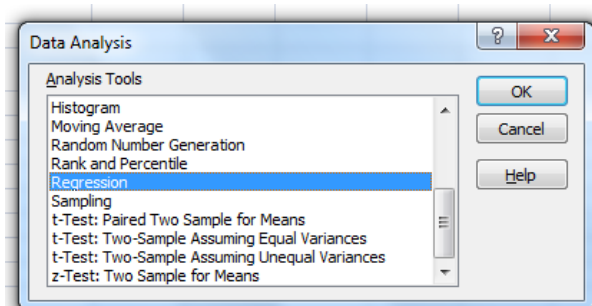 Data Analysis
?
X
Analysis Tools
Histogram
Moving Average
Random Number Generation
Rank and Percentile
Regression
Sampling
t-Test: Paired Two Sample for Means
t-Test: Two-Sample Assuming Equal Variances
t-Test: Two-Sample Assuming Unequal Variances
z-Test: Two Sample for Means
OK
Cancel
Help